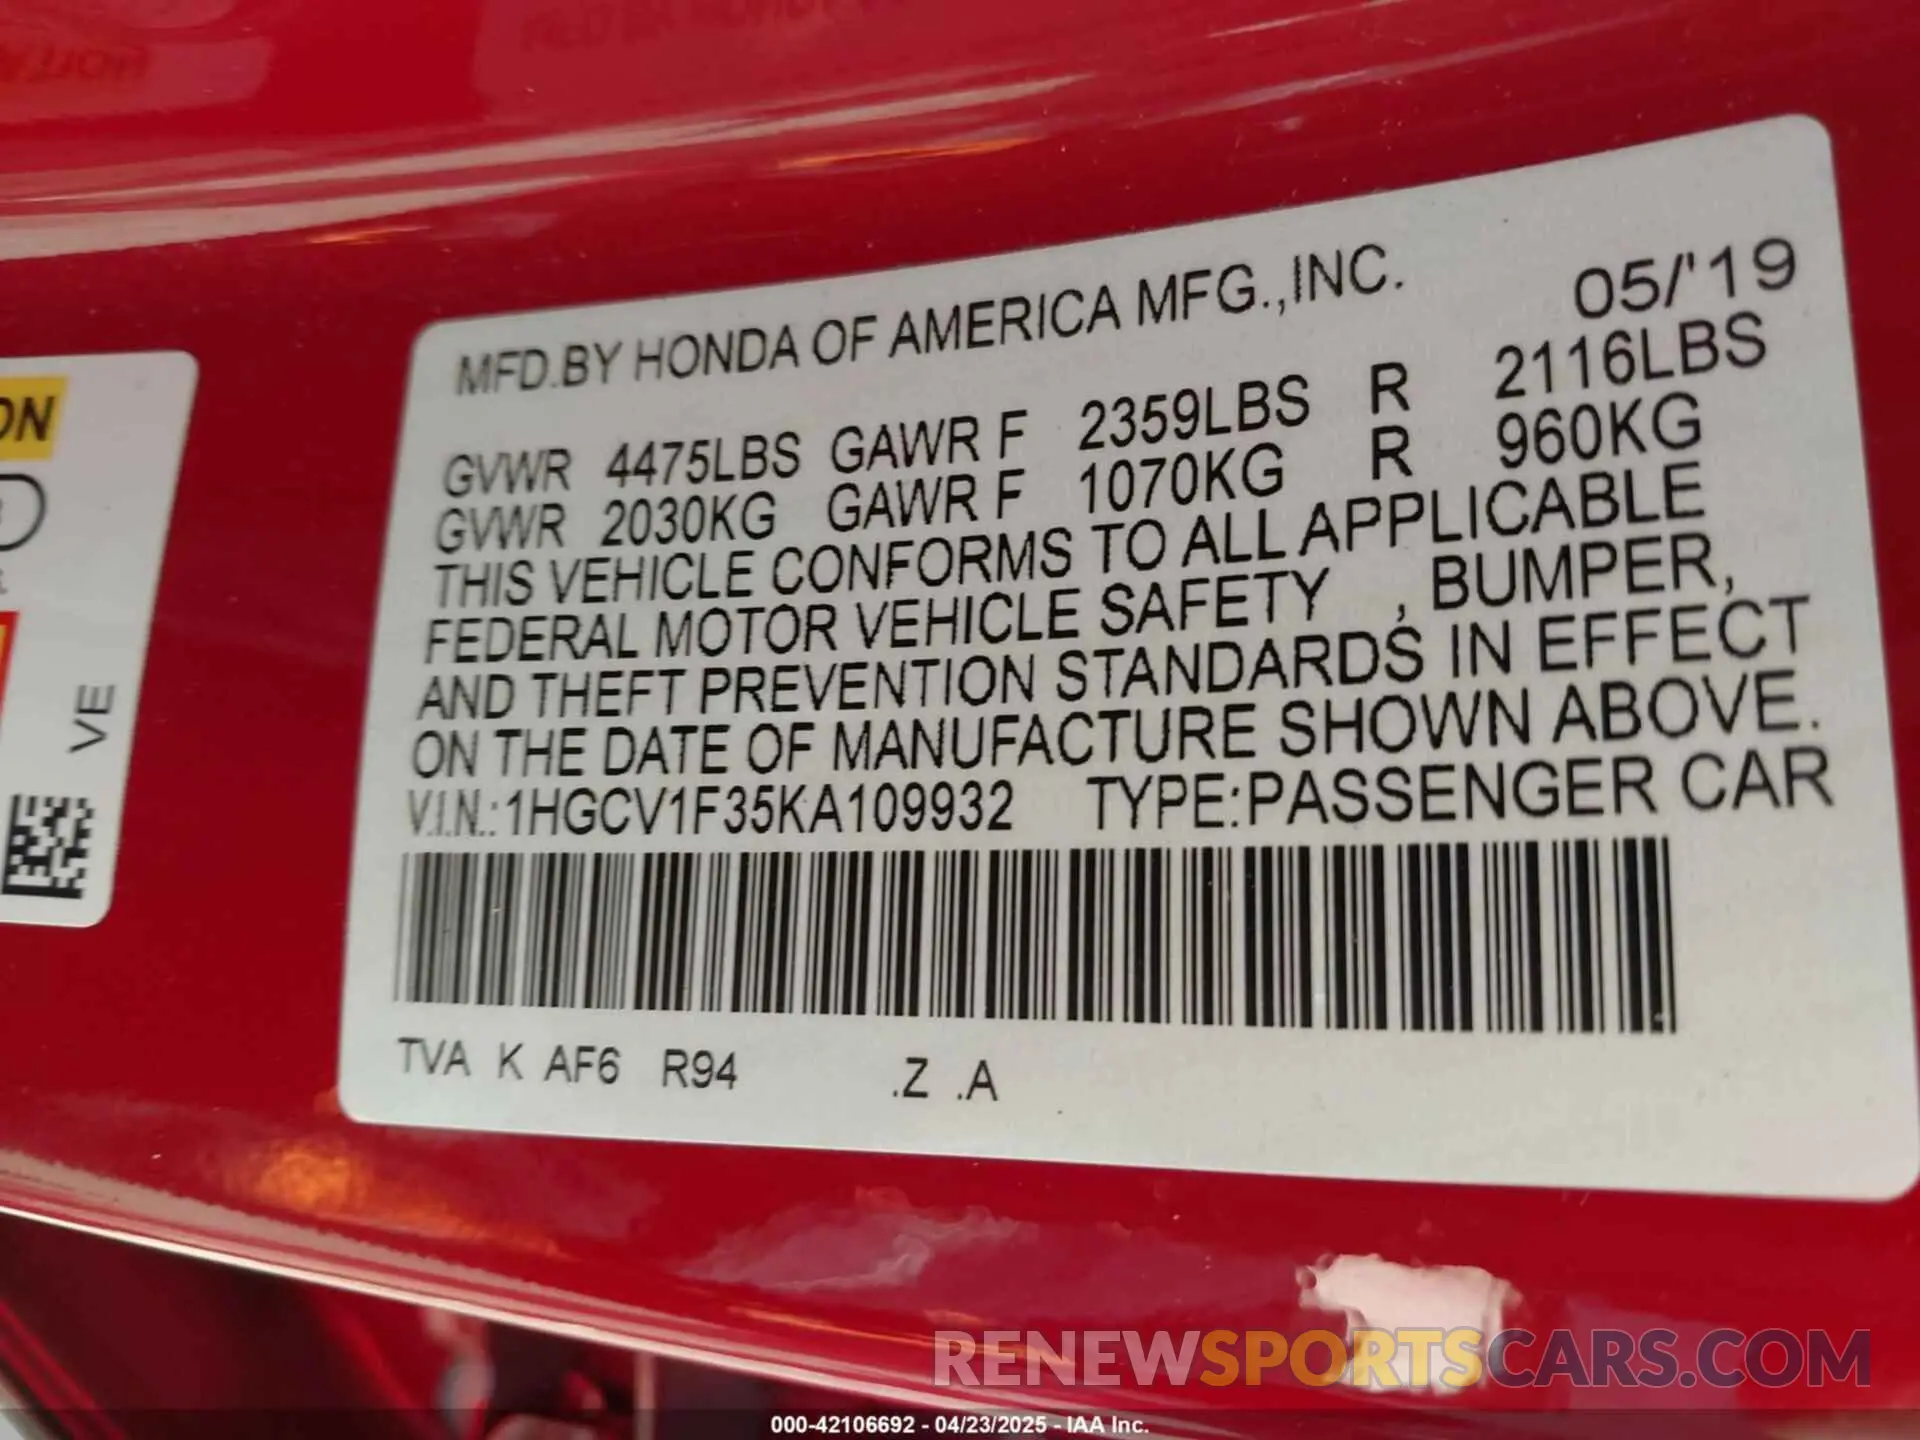 MFD.BY HONDA OF AMERICA MFG.,INC. 05/'19
GVWR 4475LBS GAWR F 2359LBS R 2116LBS
GVWR 2030KG GAWR F 1070KG R 960KG
THIS VEHICLE CONFORMS TO ALL APPLICABLE
FEDERAL MOTOR VEHICLE SAFETY , BUMPER,
AND THEFT PREVENTION STANDARDS IN EFFECT
ON THE DATE OF MANUFACTURE SHOWN ABOVE.
V.I.N.:1HGCV1F35KA109932 TYPE:PASSENGER CAR
TVA K AF6 R94 .Z .A
ON
VE
RENEWSPORTSCARS.COM
000-42106692 - 04/23/2025 - IAA Inc.